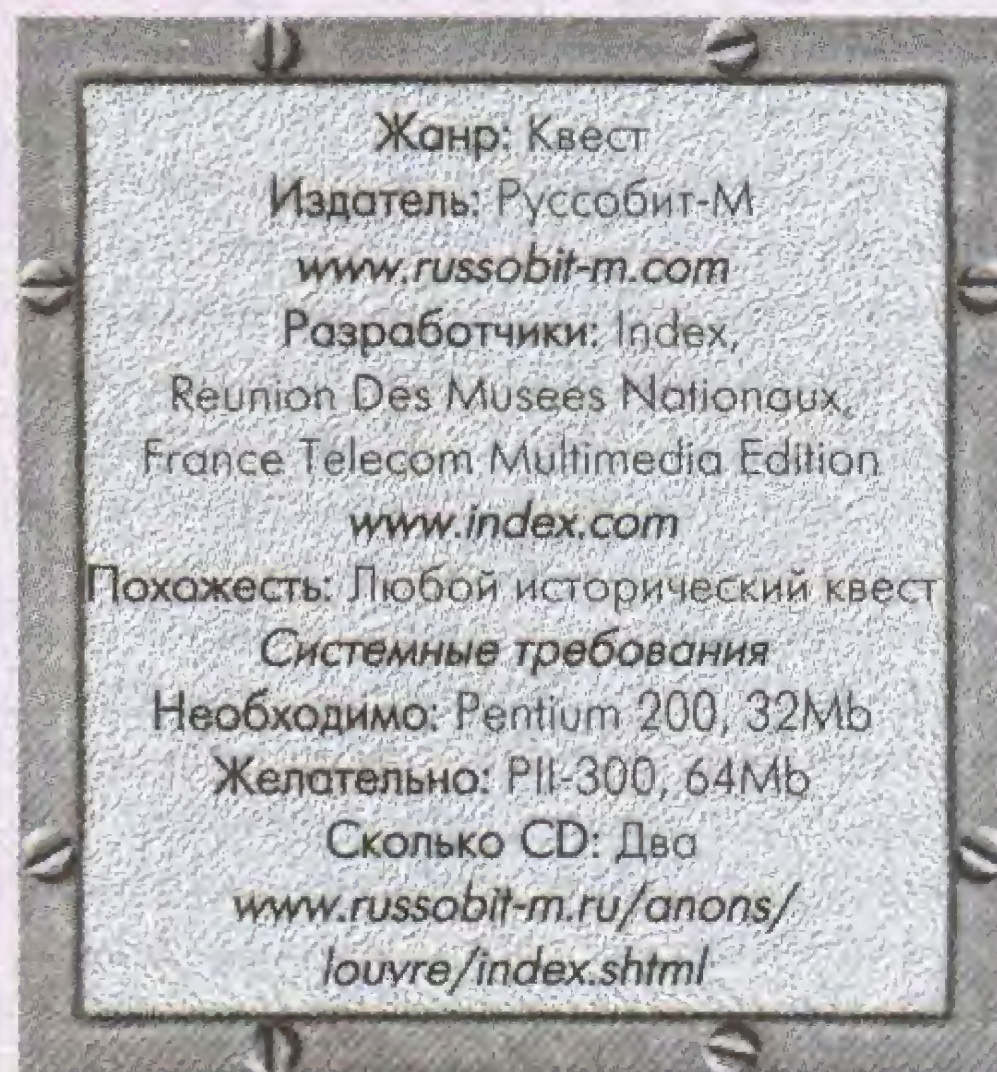 Жанр: Квест
Издатель: Руссобит-М
www.russobit-m.com
Разработчики: Index,
Reunion Des Musees Nationaux,
France Telecom Multimedia Edition
www.index.com
Похожесть: Любой исторический квест
Системные требования
Необходимо: Pentium 200, 32Mb
Желательно: PII-300, 64Mb
Сколько CD: Два
www.russobit-m.ru/anons/
louvre/index.shtml